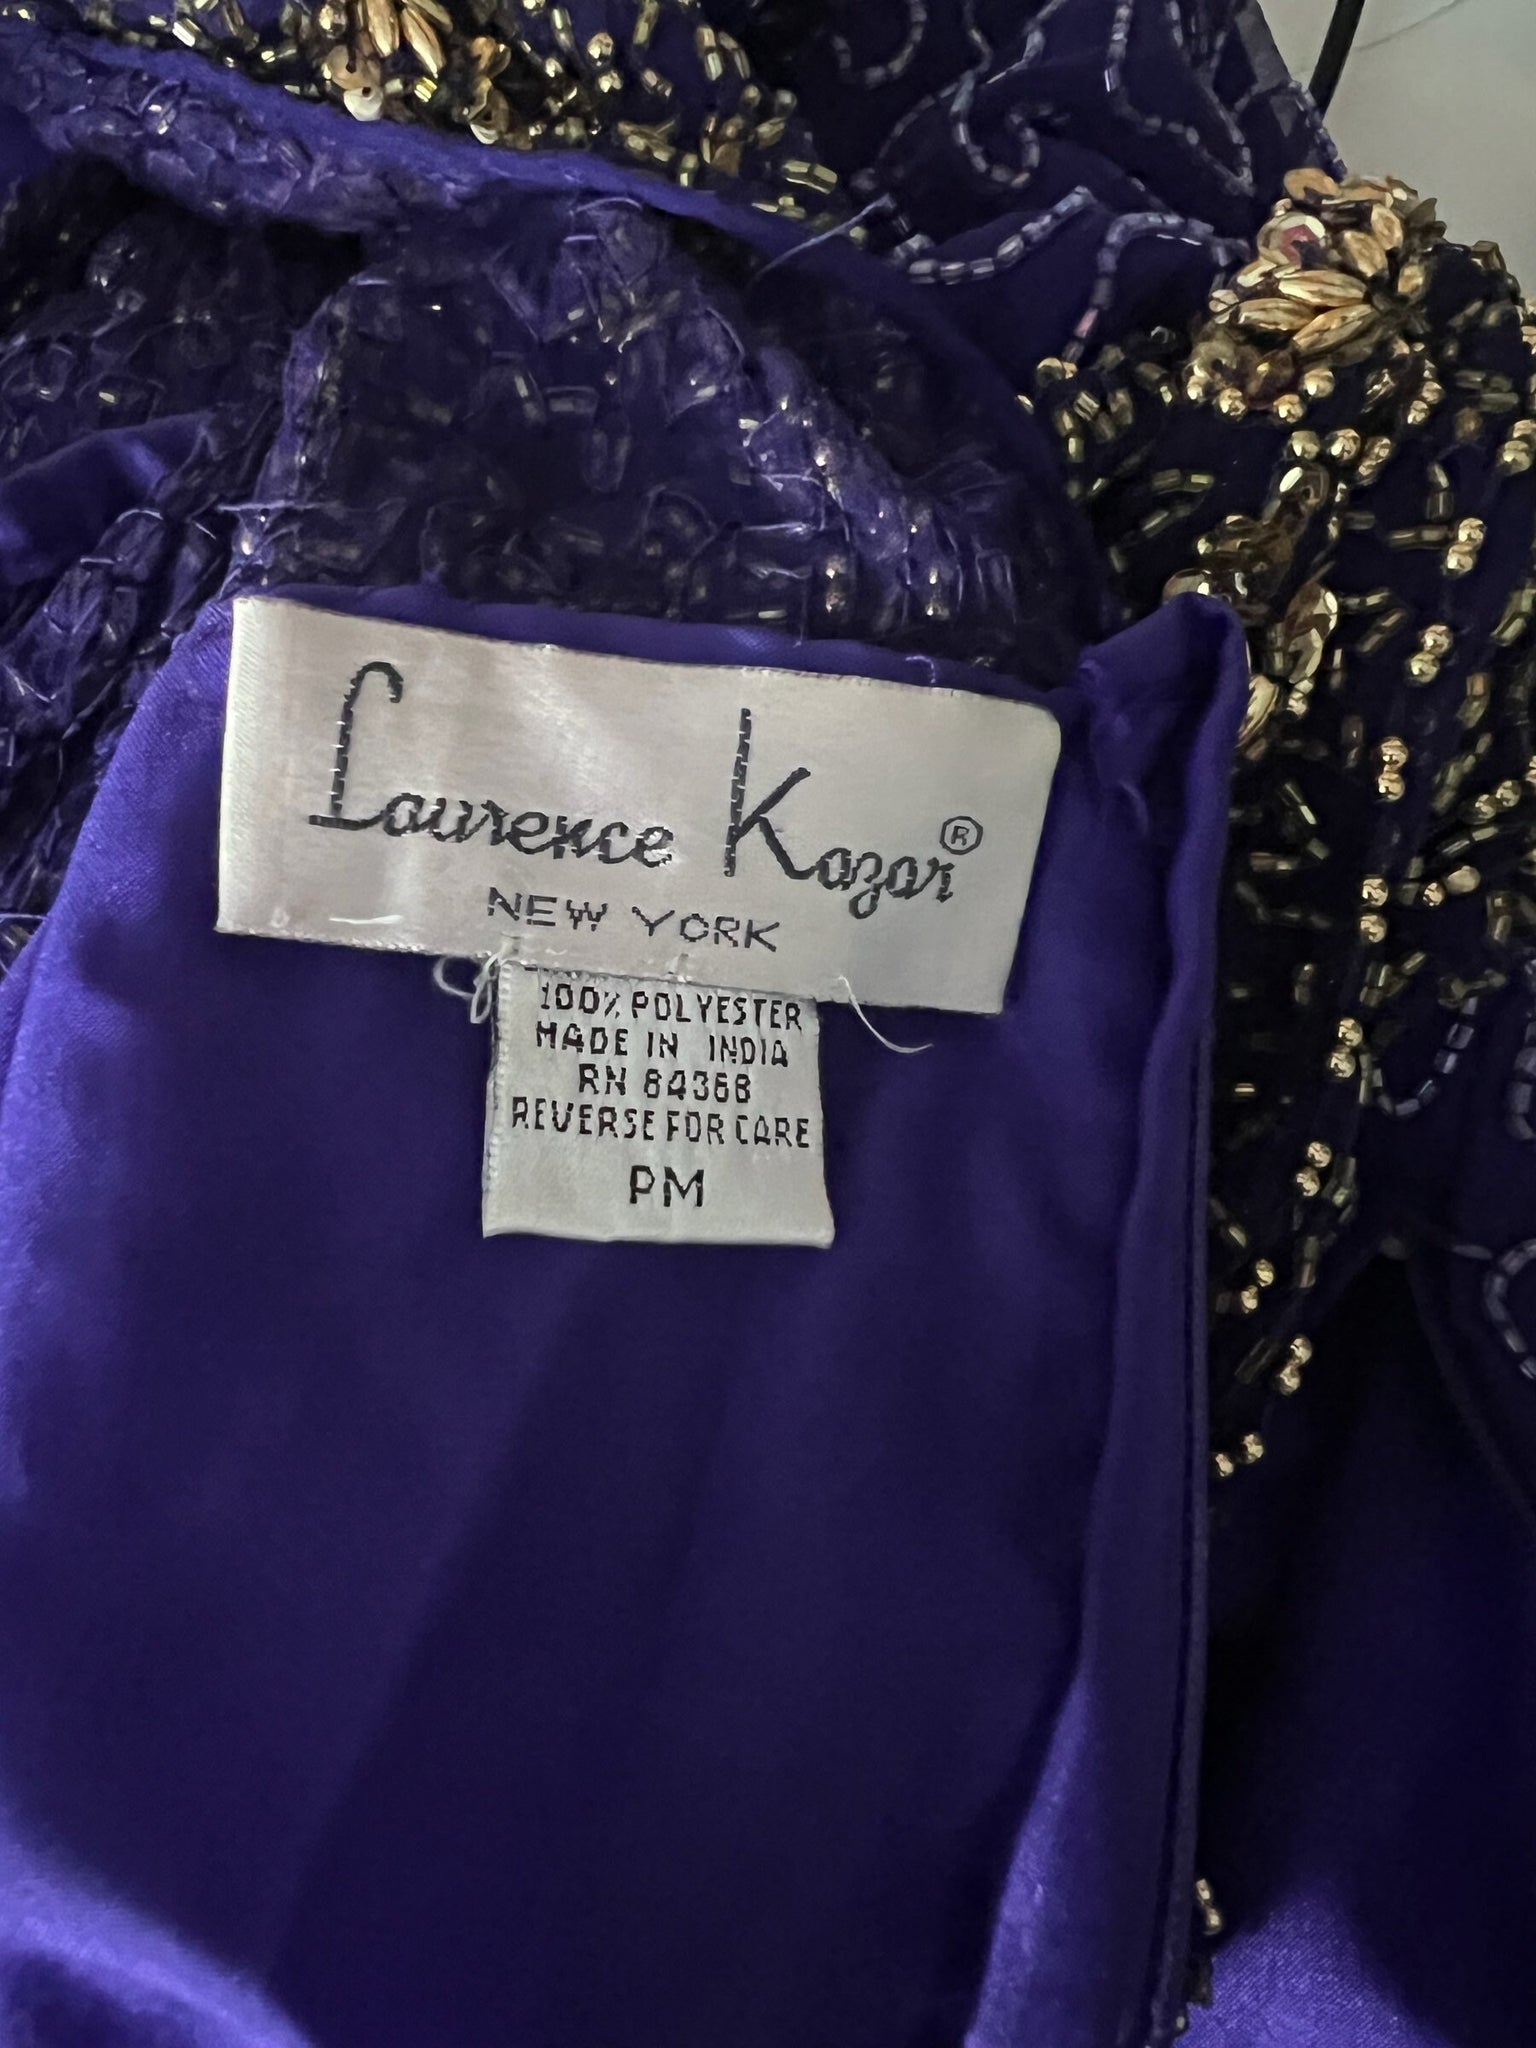 Laurence Kazar®
NEW YORK
100% POLYESTER
MADE IN INDIA
RN 84368
REVERSE FOR CARE
PM